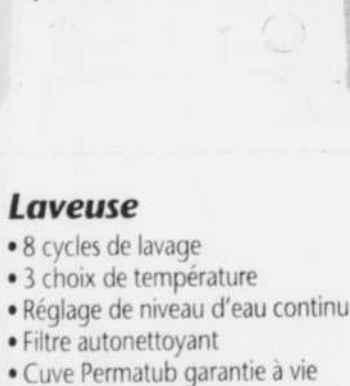 Laveuse
• 8 cycles de lavage
• 3 choix de température
• Réglage de niveau d'eau continu
• Filtre autonettoyant
• Cuve Permatub garantie à vie